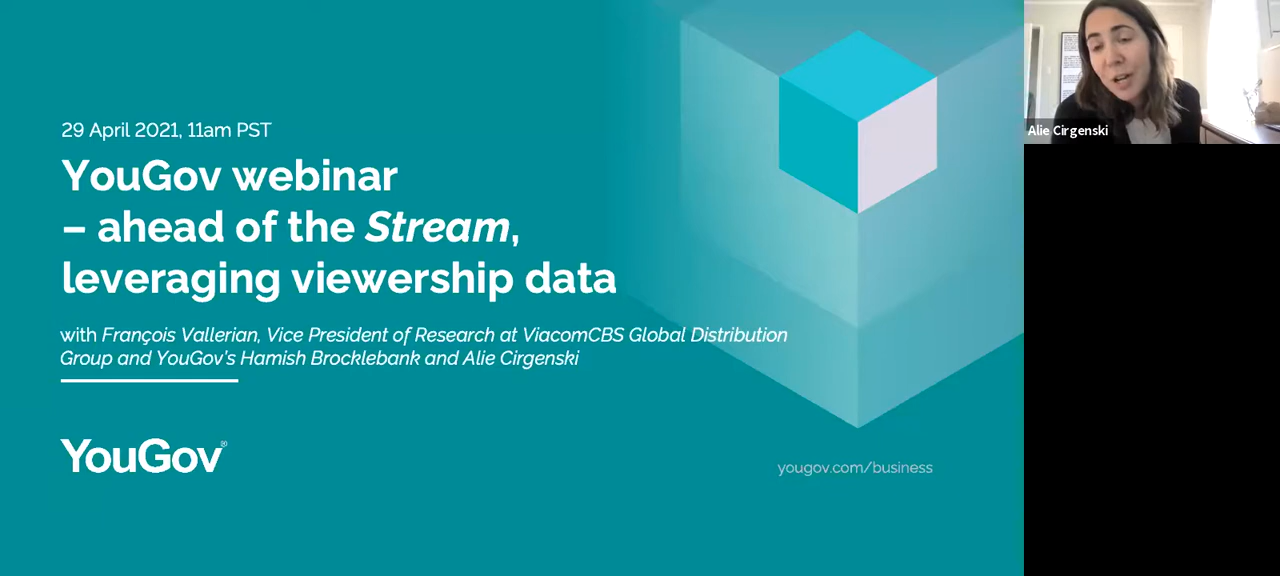 29 April 2021, 11am PST
YouGov webinar
– ahead of the Stream,
leveraging viewership data
with François Vallerian, Vice President of Research at ViacomCBS Global Distribution
Group and YouGov's Hamish Brocklebank and Alie Cirgenski
YouGov®
yougov.com/business
Alie Cirgenski